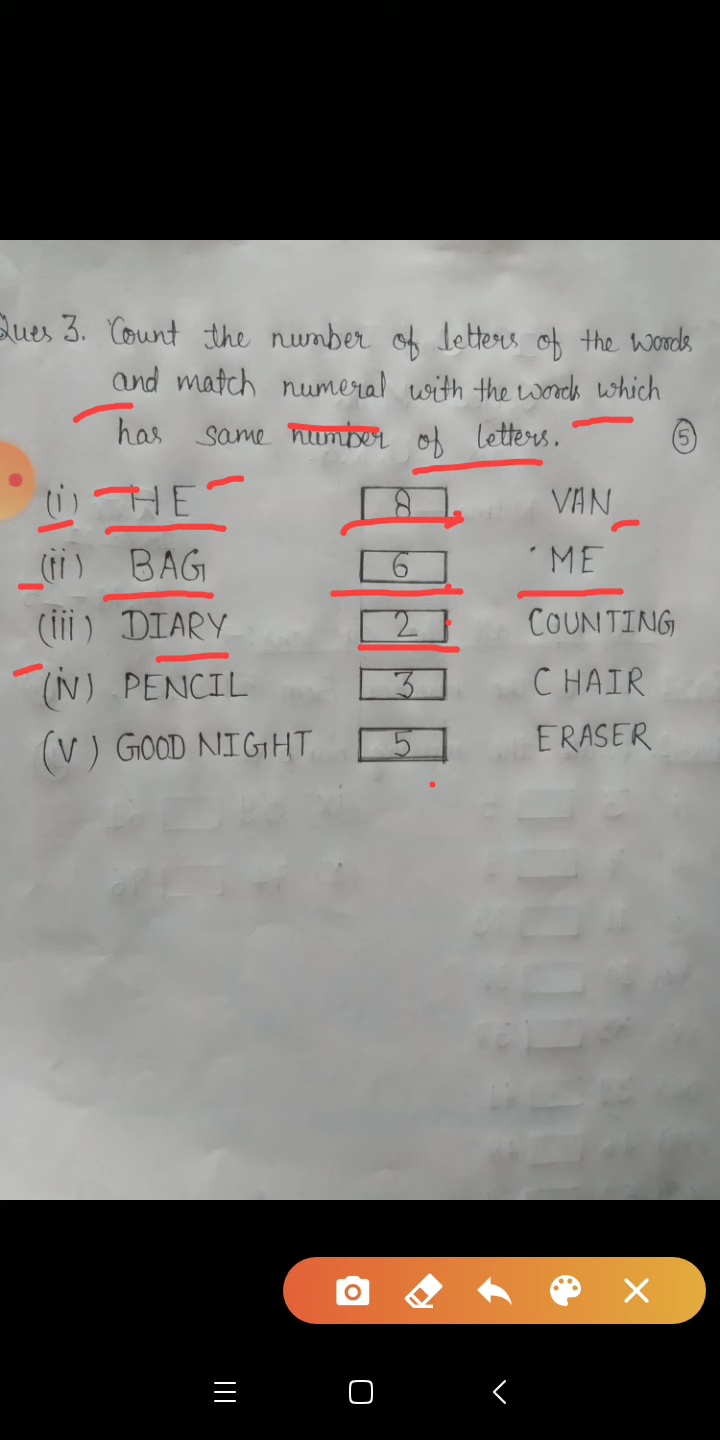 Ques 3. Count the number of letters of the words
and match numeral with the words which
has same number of letters. 5
(i) HE 8 VAN
(ii) BAG 6 ME
(iii) DIARY 2 COUNTING
(iv) PENCIL 3 CHAIR
(v) GOOD NIGHT 5 ERASER